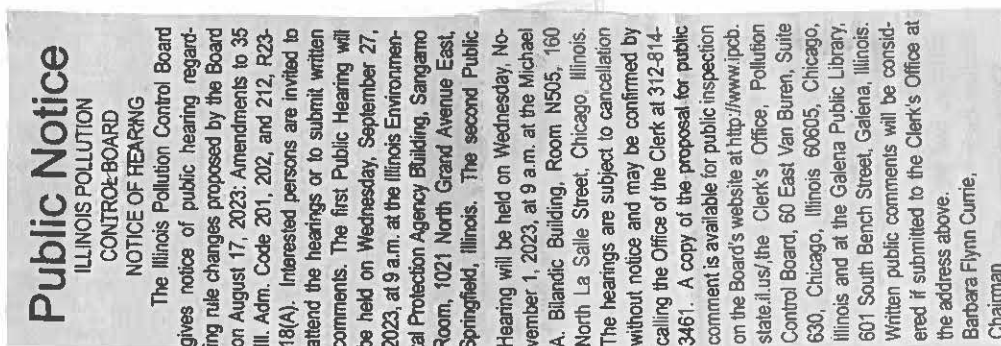 Public Notice
ILLINOIS POLLUTION
CONTROL BOARD
NOTICE OF HEARING
The Illinois Pollution Control Board
gives notice of public hearing regard-
ing rule changes proposed by the Board
on August 17, 2023: Amendments to 35
Ill. Adm. Code 201, 202, and 212, R23-
18(A). Interested persons are invited to
attend the hearings or to submit written
comments. The first Public Hearing will
be held on Wednesday, September 27,
2023, at 9 a.m. at the Illinois Environmen-
tal Protection Agency Building, Sangamo
Room, 1021 North Grand Avenue East,
Springfield, Illinois. The second Public
Hearing will be held on Wednesday, No-
vember 1, 2023, at 9 a.m. at the Michael
A. Bilandic Building, Room N505, 160
North La Salle Street, Chicago, Illinois.
The hearings are subject to cancellation
without notice and may be confirmed by
calling the Office of the Clerk at 312-814-
3461. A copy of the proposal for public
comment is available for public inspection
on the Board's website at http://www.ipcb.
state.il.us/,the Clerk's Office, Pollution
Control Board, 60 East Van Buren, Suite
630, Chicago, Illinois 60605, Chicago,
Illinois and at the Galena Public Library,
601 South Bench Street, Galena, Illinois.
Written public comments will be consid-
ered if submitted to the Clerk's Office at
the address above.
Barbara Flynn Currie,
Chairman